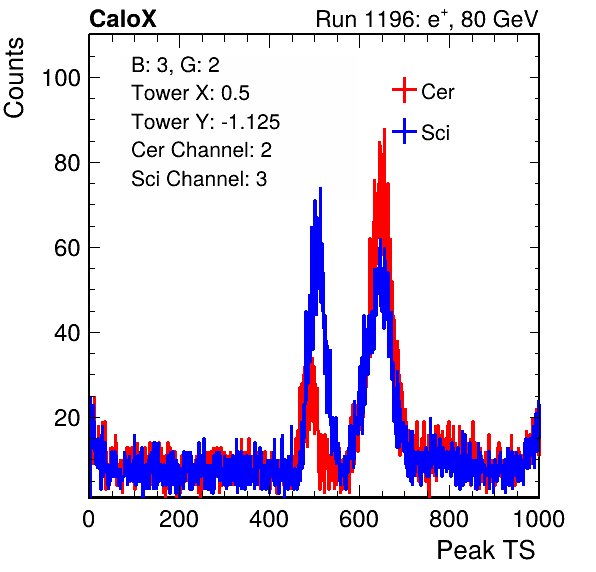 CaloX Run 1196: e⁺, 80 GeV
Counts
B: 3, G: 2
Tower X: 0.5
Tower Y: -1.125
Cer Channel: 2
Sci Channel: 3
Cer
Sci
100
80
60
40
20
0 200 400 600 800 1000
Peak TS